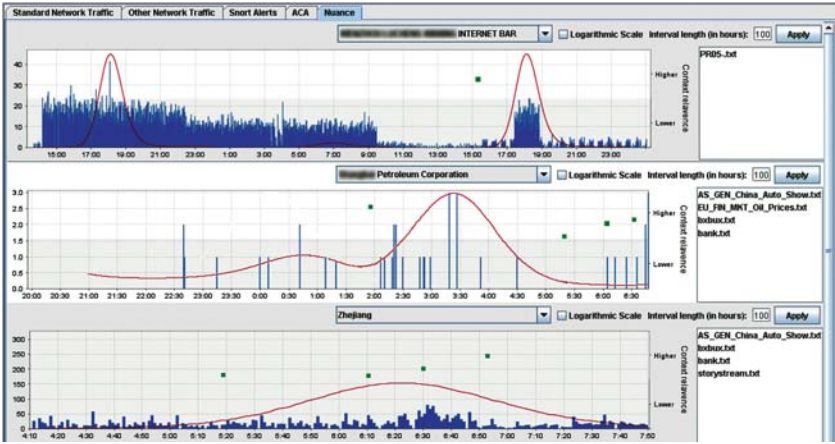 Standard Network Traffic Other Network Traffic Snort Alerts ACA Nuance
INTERNET BAR Logarithmic Scale Interval length (in hours): 100 Apply
40
30
20
10
0
15:00 17:00 19:00 21:00 23:00 1:00 3:00 5:00 7:00 9:00 11:00 13:00 15:00 17:00 19:00 21:00 23:00
Higher
Lower
Context relavence
PR05-.txt
Petroleum Corporation Logarithmic Scale Interval length (in hours): 100 Apply
3.0
2.5
2.0
1.5
1.0
0.5
0.0
20:00 20:30 21:00 21:30 22:00 22:30 23:00 23:30 0:00 0:30 1:00 1:30 2:00 2:30 3:00 3:30 4:00 4:30 5:00 5:30 6:00 6:30
Higher
Lower
Context relavence
AS_GEN_China_Auto_Show.txt
EU_FIN_MKT_Oil_Prices.txt
bxbux.txt
bank.txt
Zhejiang Logarithmic Scale Interval length (in hours): 100 Apply
300
250
200
150
100
50
0
4:10 4:20 4:30 4:40 4:50 5:00 5:10 5:20 5:30 5:40 5:50 6:00 6:10 6:20 6:30 6:40 6:50 7:00 7:10 7:20 7:30 7:40 7:50
Higher
Lower
Context relavence
AS_GEN_China_Auto_Show.txt
bxbux.txt
bank.txt
storystream.txt